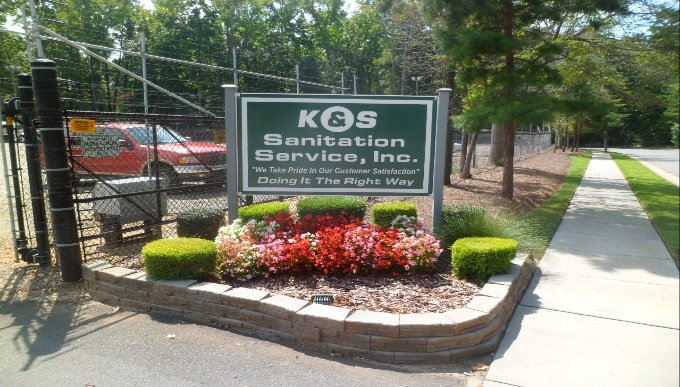 K&S
Sanitation
Service, Inc.
"We Take Pride In Our Customer Satisfaction"
Doing It The Right Way